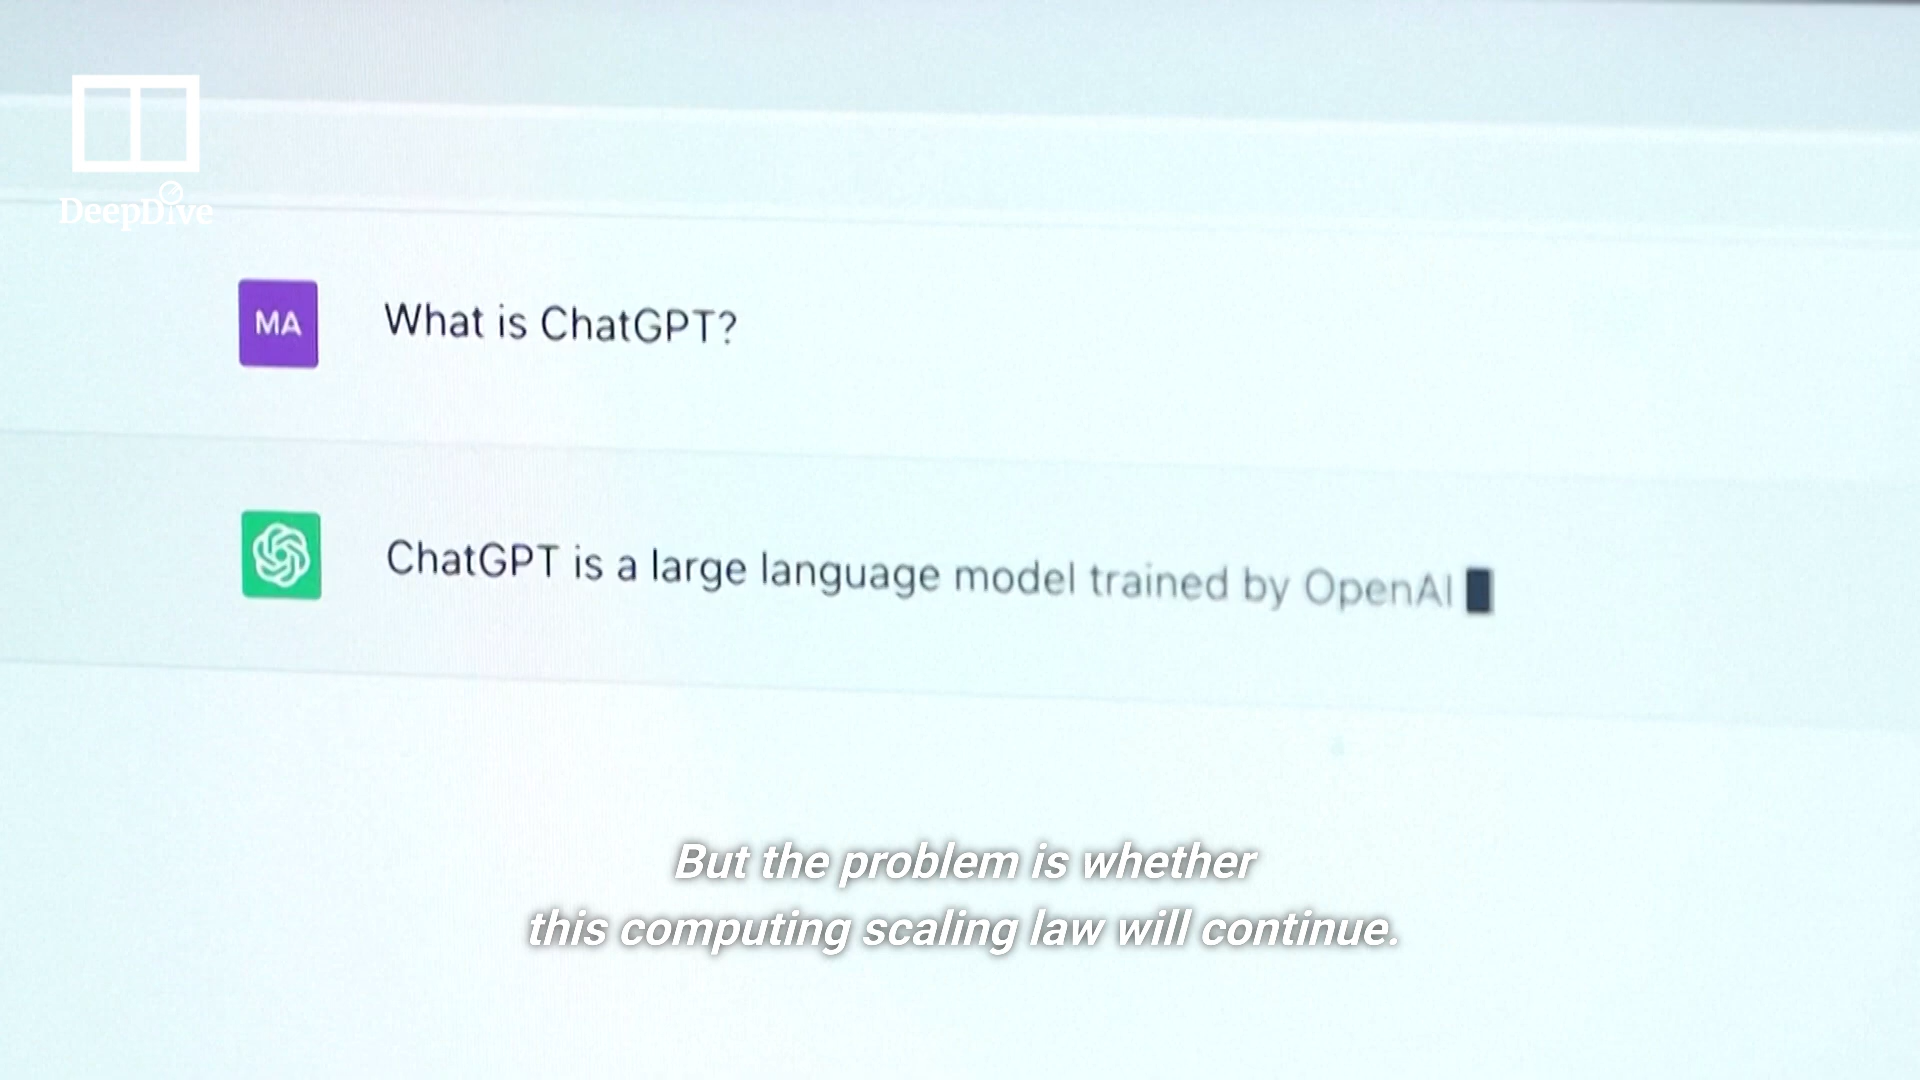 DeepDive
MA
What is ChatGPT?
ChatGPT is a large language model trained by OpenAI
But the problem is whether
this computing scaling law will continue.